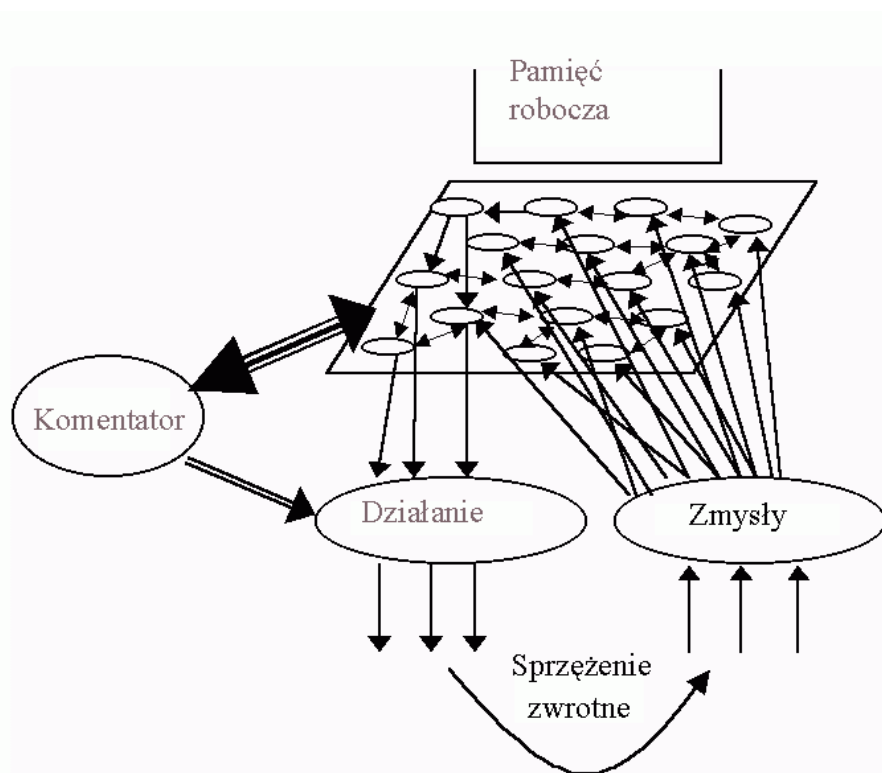 Pamięć
robocza
Komentator
Działanie
Zmysły
Sprzężenie
zwrotne